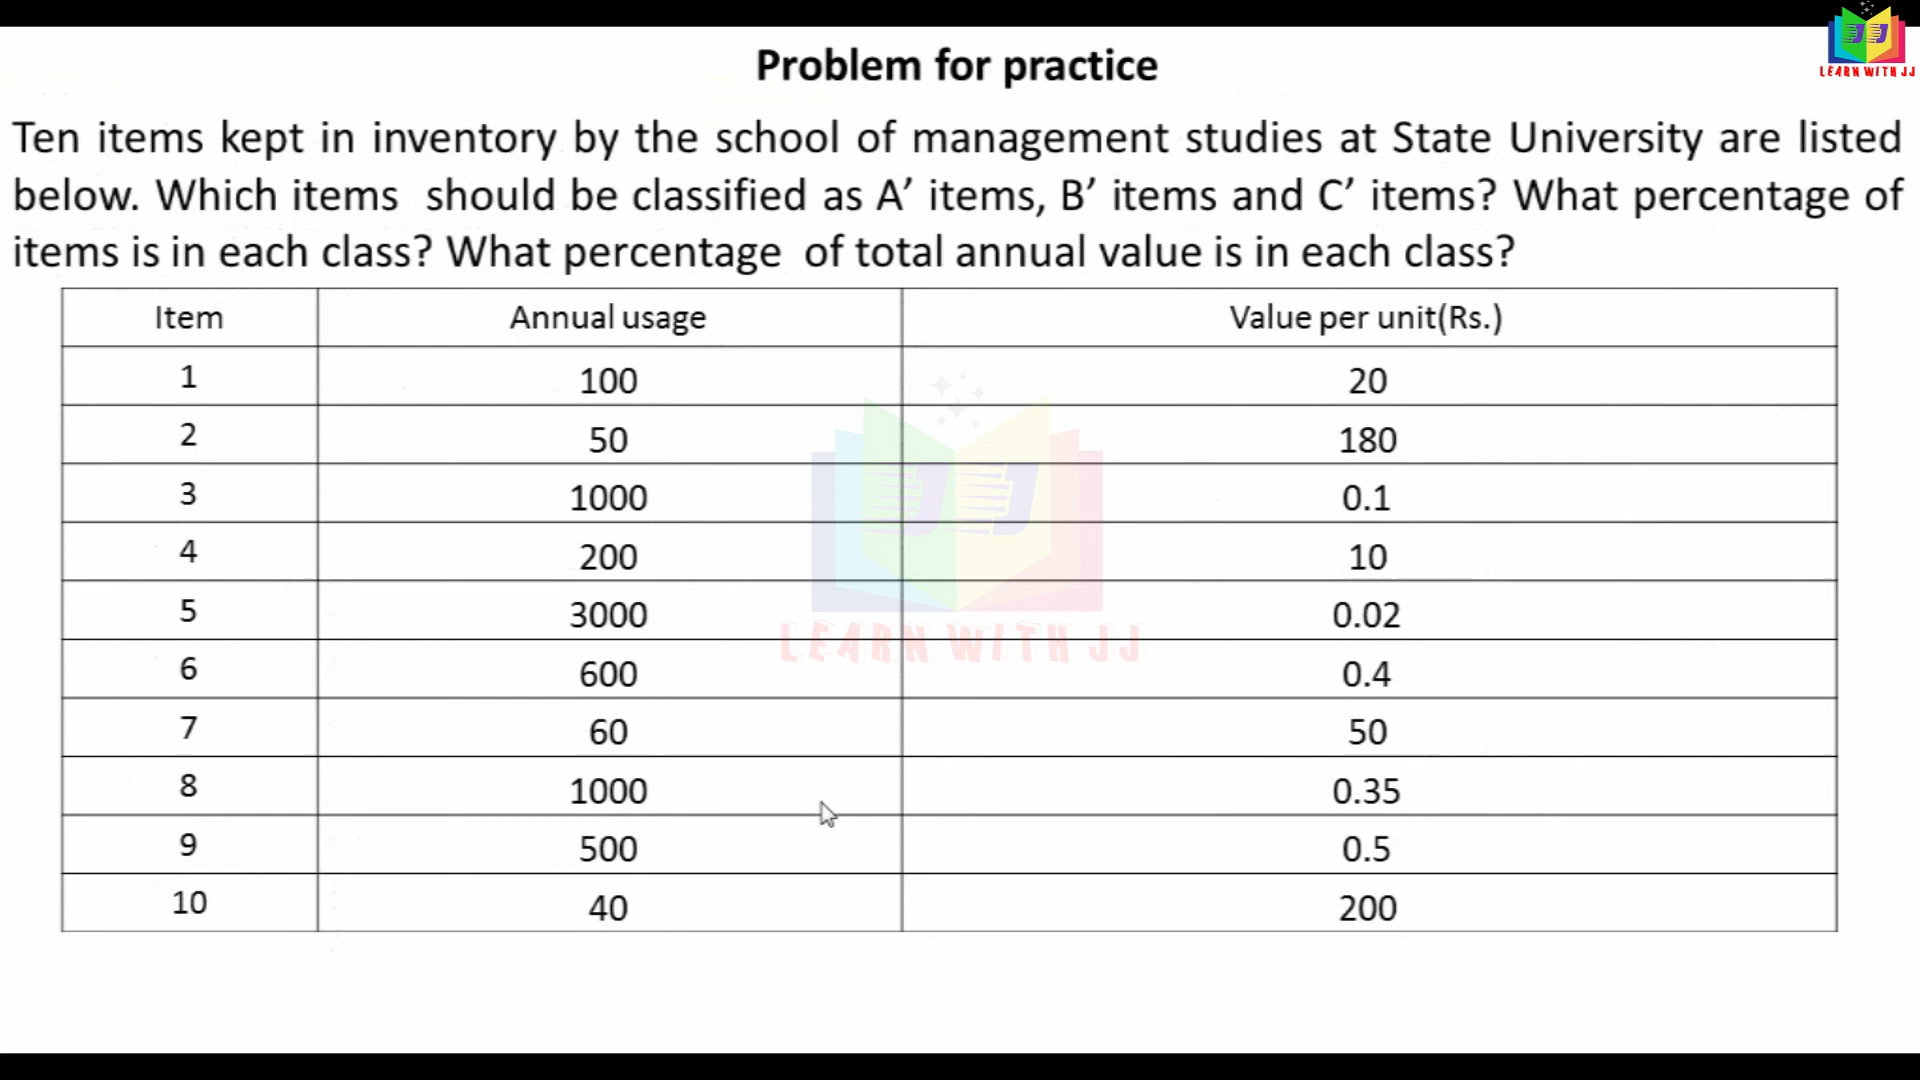 Problem for practice
LEARN WITH JJ
Ten items kept in inventory by the school of management studies at State University are listed
below. Which items should be classified as A’ items, B’ items and C’ items? What percentage of
items is in each class? What percentage of total annual value is in each class?
Item Annual usage Value per unit(Rs.)
1 100 20
2 50 180
3 1000 0.1
4 200 10
5 3000 0.02
LEARN WITH JJ
6 600 0.4
7 60 50
8 1000 0.35
9 500 0.5
10 40 200